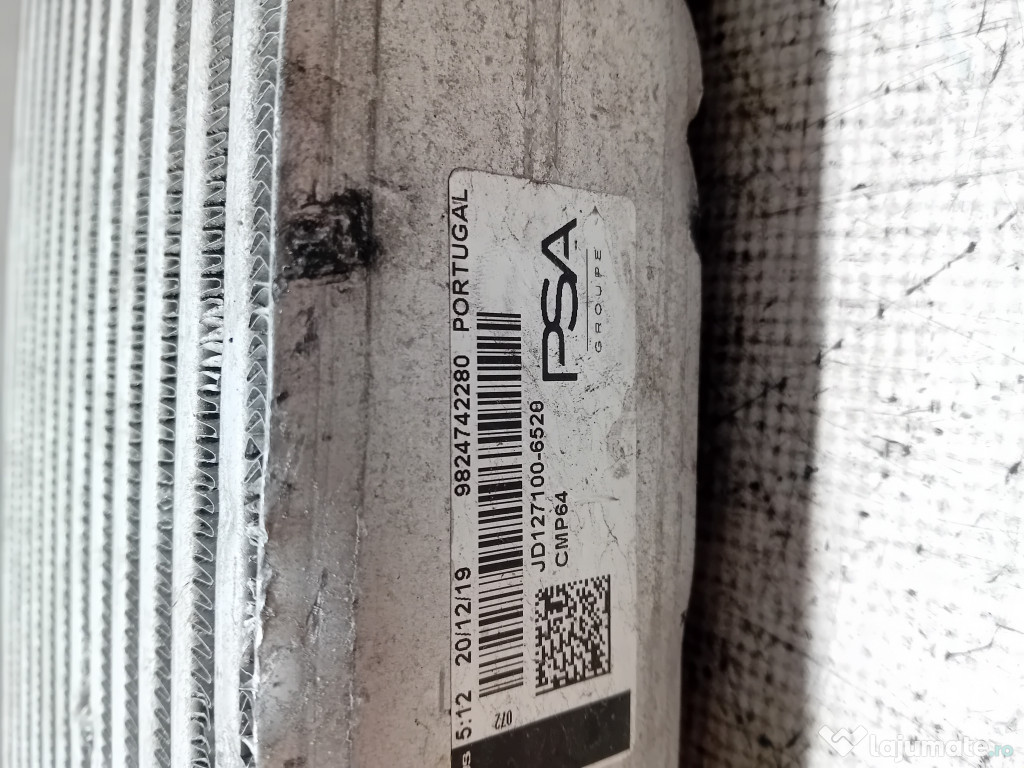 5:12 20/12/19 9824742280 PORTUGAL
072
JD127100-6520
CMP64
PSA
GROUPE
lajumate.ro